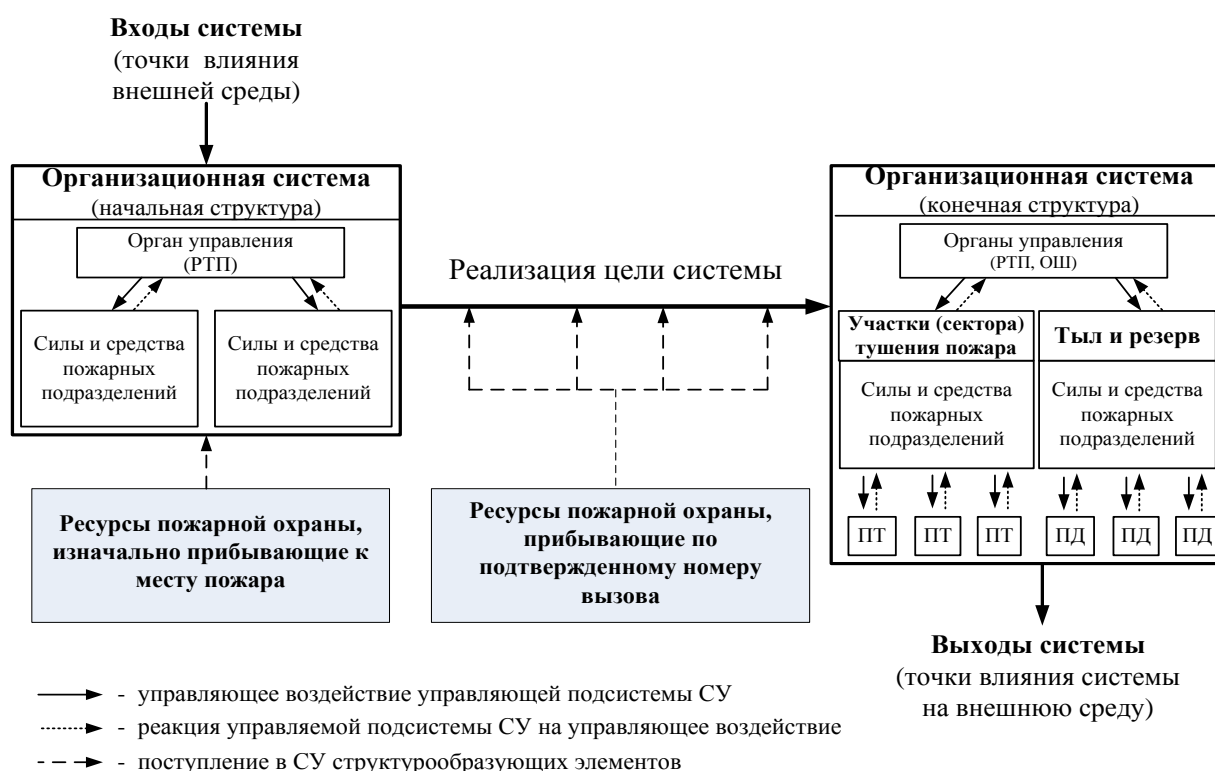 Входы системы
(точки влияния
внешней среды)
Организационная система
(начальная структура)
Орган управления
(РТП)
Силы и средства
пожарных
подразделений
Силы и средства
пожарных
подразделений
Ресурсы пожарной охраны,
изначально прибывающие к
месту пожара
Реализация цели системы
Ресурсы пожарной охраны,
прибывающие по
подтвержденному номеру
вызова
Организационная система
(конечная структура)
Органы управления
(РТП, ОШ)
Участки (сектора)
тушения пожара
Тыл и резерв
Силы и средства
пожарных
подразделений
Силы и средства
пожарных
подразделений
ПТ
ПТ
ПТ
ПД
ПД
ПД
Выходы системы
(точки влияния системы
на внешнюю среду)
- управляющее воздействие управляющей подсистемы СУ
- реакция управляемой подсистемы СУ на управляющее воздействие
- поступление в СУ структурообразующих элементов